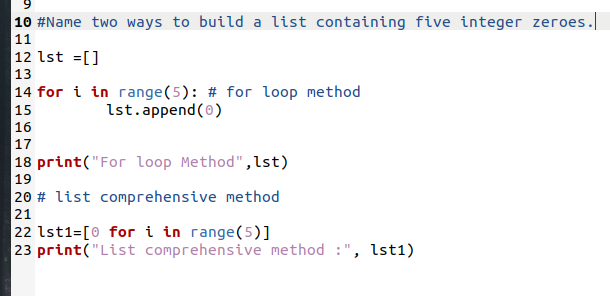 9
10 #Name two ways to build a list containing five integer zeroes.
11
12 lst =[]
13
14 for i in range(5): # for loop method
15         lst.append(0)
16
17
18 print("For loop Method",lst)
19
20 # list comprehensive method
21
22 lst1=[0 for i in range(5)]
23 print("List comprehensive method :", lst1)